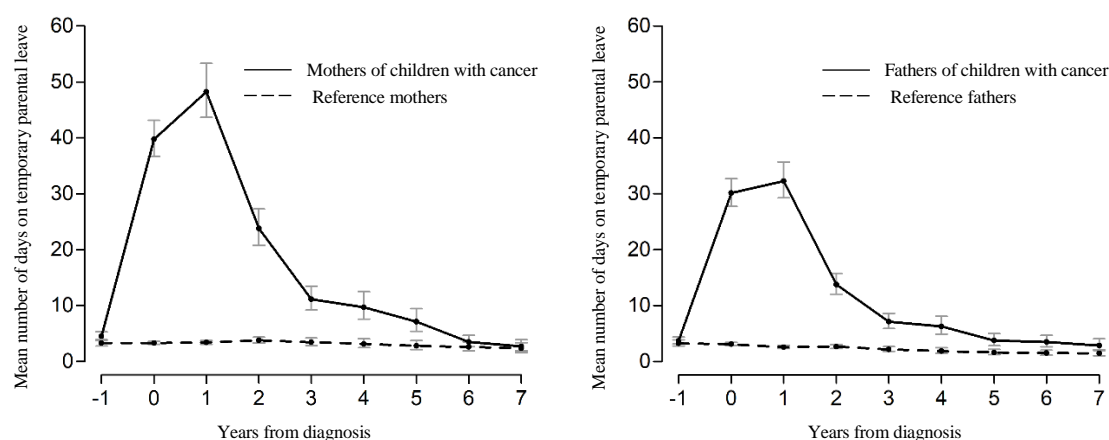 Mean number of days on temporary parental leave
60
50
40
30
20
10
0
Mothers of children with cancer
Reference mothers
-1 0 1 2 3 4 5 6 7
Years from diagnosis
Mean number of days on temporary parental leave
60
50
40
30
20
10
0
Fathers of children with cancer
Reference fathers
-1 0 1 2 3 4 5 6 7
Years from diagnosis